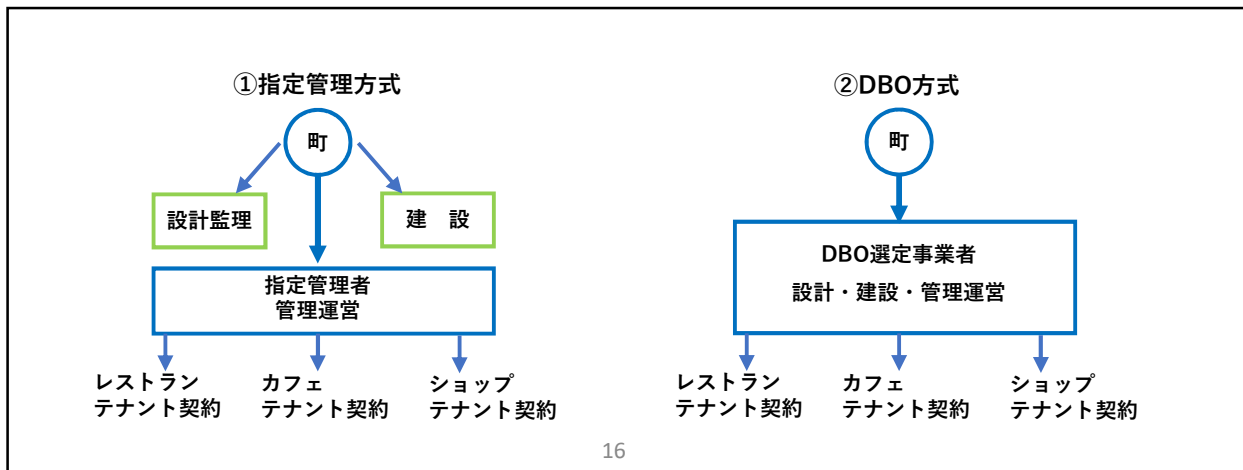 ①指定管理方式
町
設計監理
建　設
指定管理者
管理運営
レストラン
テナント契約
カフェ
テナント契約
ショップ
テナント契約
②DBO方式
町
DBO選定事業者
設計・建設・管理運営
レストラン
テナント契約
カフェ
テナント契約
ショップ
テナント契約
16